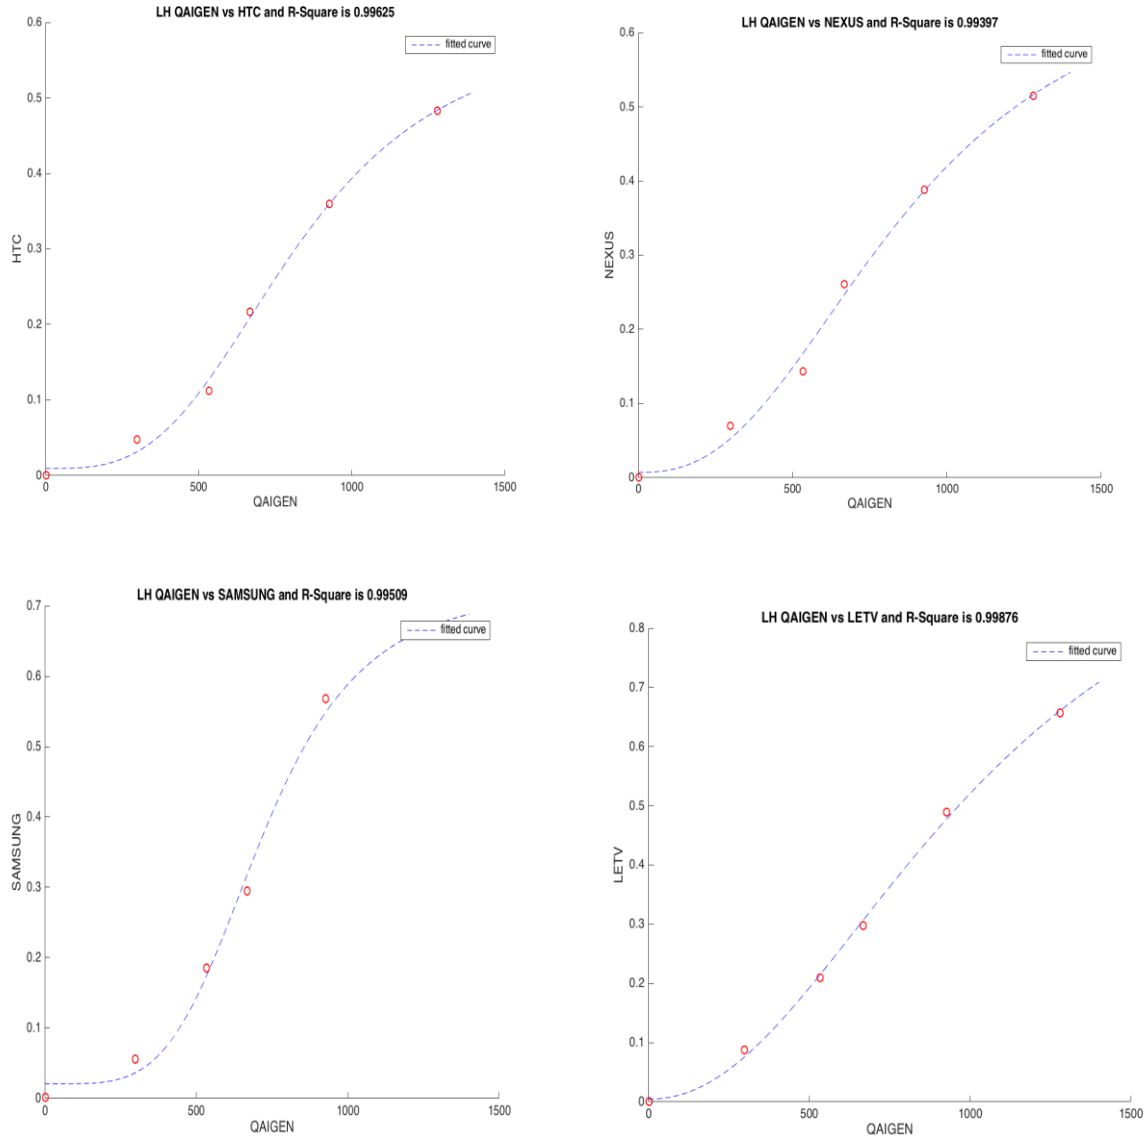 LH QAIGEN vs HTC and R-Square is 0.99625
0.6
fitted curve
0.5
0.4
0.3
0.2
0.1
0
HTC
0
500
1000
1500
QAIGEN
LH QAIGEN vs NEXUS and R-Square is 0.99397
0.6
fitted curve
0.5
0.4
0.3
0.2
0.1
0
NEXUS
0
500
1000
1500
QAIGEN
LH QAIGEN vs SAMSUNG and R-Square is 0.99509
0.7
fitted curve
0.6
0.5
0.4
0.3
0.2
0.1
0
SAMSUNG
0
500
1000
1500
QAIGEN
LH QAIGEN vs LETV and R-Square is 0.99876
0.8
fitted curve
0.7
0.6
0.5
0.4
0.3
0.2
0.1
0
LETV
0
500
1000
1500
QAIGEN